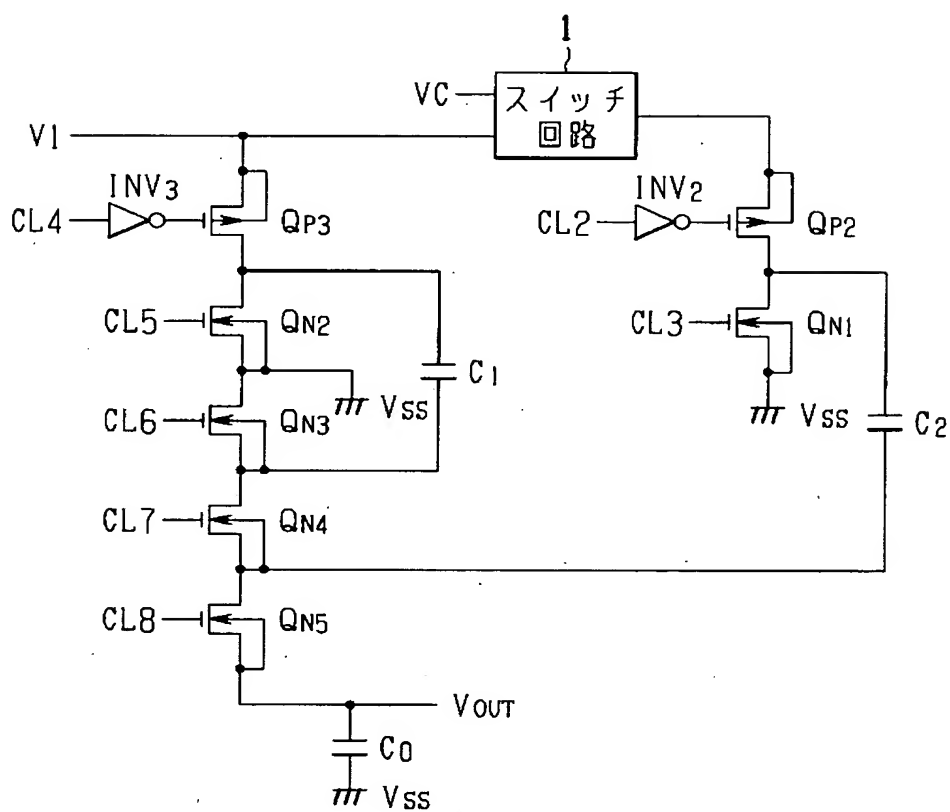 1
VC
スイッチ
回路
V1
INV3
CL4
QP3
INV2
CL2
QP2
CL5
QN2
CL3
QN1
C1
VSS
VSS
C2
CL6
QN3
CL7
QN4
CL8
QN5
VOUT
C0
VSS